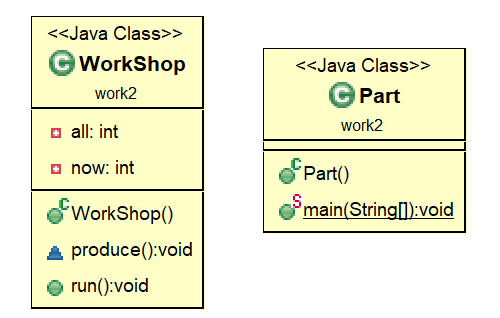 <<Java Class>>
C WorkShop
work2
all: int
now: int
C WorkShop()
produce():void
run():void
<<Java Class>>
C Part
work2
C Part()
S main(String[]):void